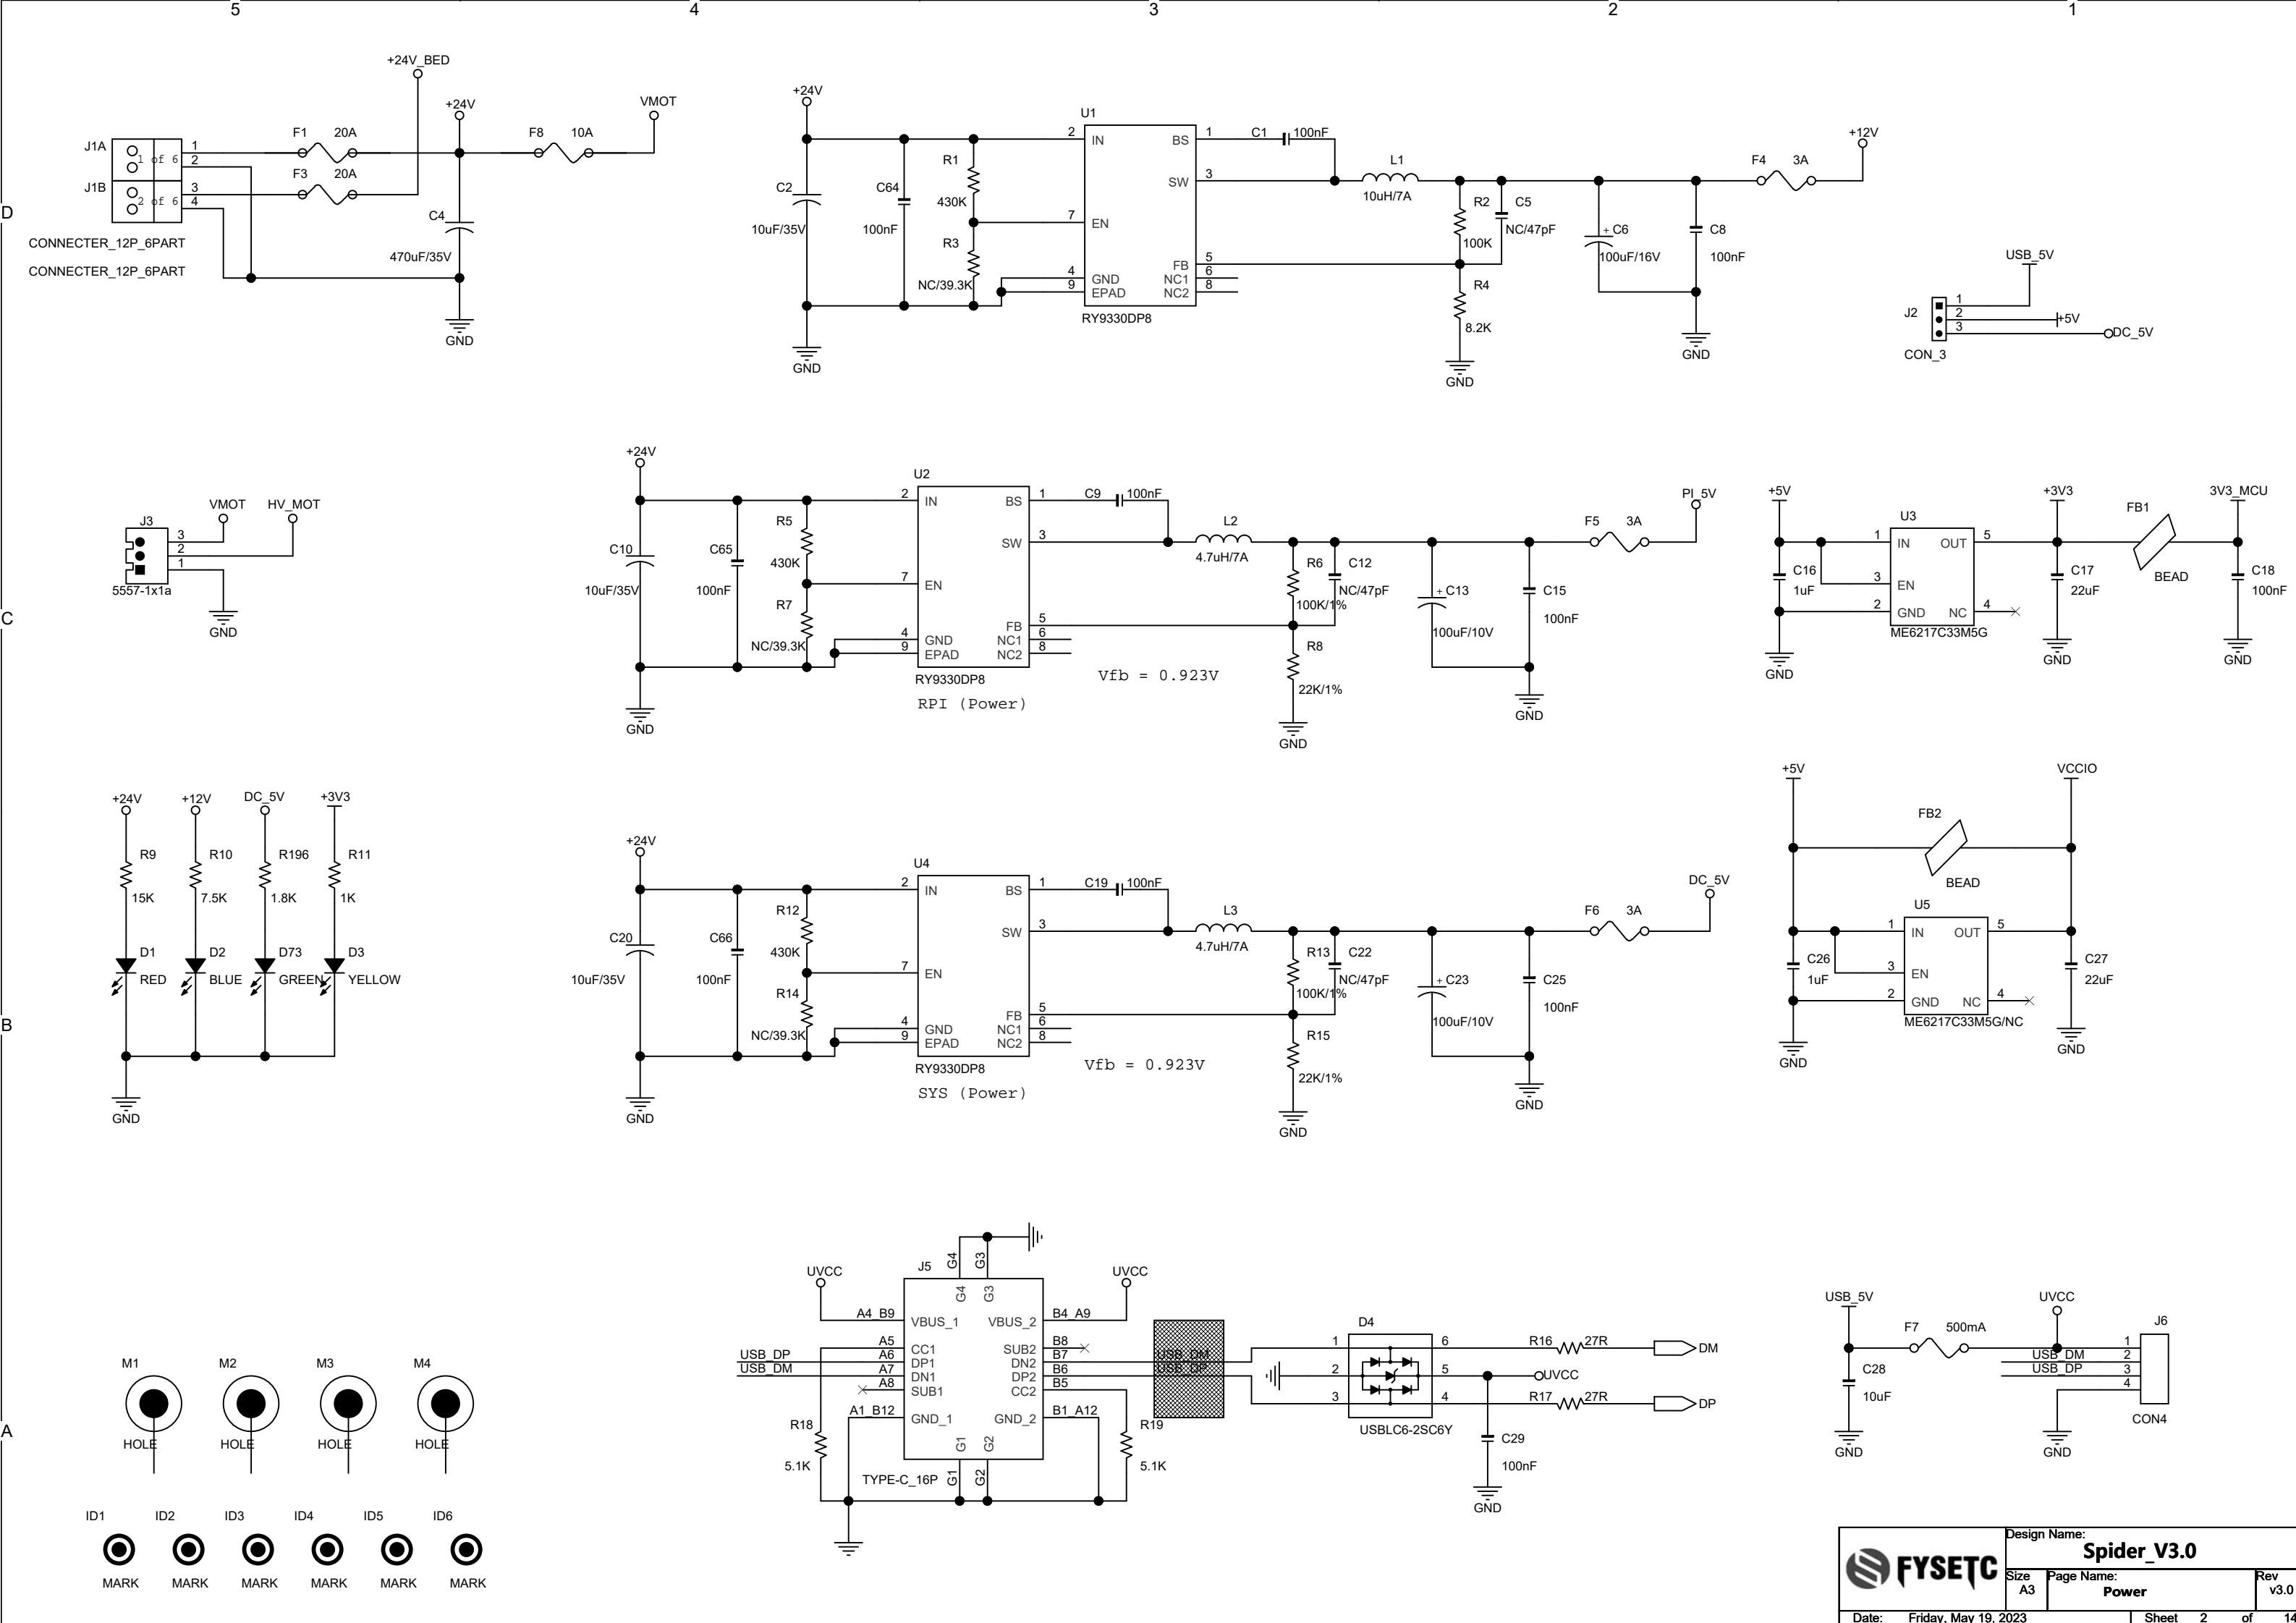 5 4 3 2 1
D
C
B
A
+24V_BED
+24V
VMOT
J1A
1 of 6
1
2
F1 20A
F8 10A
J1B
2 of 6
3
4
F3 20A
C4
470uF/35V
CONNECTER_12P_6PART
CONNECTER_12P_6PART
GND
+24V
U1
2 IN
BS 1
C1 100nF
SW 3
L1
10uH/7A
F4 3A
+12V
R1
430K
C2
10uF/35V
C64
100nF
7 EN
R3
NC/39.3K
4 GND
9 EPAD
FB 5
NC1 6
NC2 8
RY9330DP8
R2
100K
C5
NC/47pF
+ C6
100uF/16V
C8
100nF
R4
8.2K
GND
GND
GND
USB_5V
J2
1
2
3
+5V
DC_5V
CON_3
VMOT
HV_MOT
J3
3
2
1
5557-1x1a
GND
+24V
U2
2 IN
BS 1
C9 100nF
SW 3
L2
4.7uH/7A
F5 3A
PI_5V
R5
430K
C10
10uF/35V
C65
100nF
7 EN
R7
NC/39.3K
4 GND
9 EPAD
FB 5
NC1 6
NC2 8
RY9330DP8
RPI (Power)
Vfb = 0.923V
R6
100K/1%
C12
NC/47pF
+ C13
100uF/10V
C15
100nF
R8
22K/1%
GND
GND
GND
+5V
U3
+3V3
FB1
3V3_MCU
1 IN
OUT 5
3 EN
2 GND
NC 4
ME6217C33M5G
C16
1uF
C17
22uF
BEAD
C18
100nF
GND
GND
GND
+24V
+12V
DC_5V
+3V3
R9
15K
R10
7.5K
R196
1.8K
R11
1K
D1
RED
D2
BLUE
D73
GREEN
D3
YELLOW
GND
+24V
U4
2 IN
BS 1
C19 100nF
SW 3
L3
4.7uH/7A
F6 3A
DC_5V
R12
430K
C20
10uF/35V
C66
100nF
7 EN
R14
NC/39.3K
4 GND
9 EPAD
FB 5
NC1 6
NC2 8
RY9330DP8
SYS (Power)
Vfb = 0.923V
R13
100K/1%
C22
NC/47pF
+ C23
100uF/10V
C25
100nF
R15
22K/1%
GND
GND
GND
+5V
VCCIO
FB2
BEAD
U5
1 IN
OUT 5
3 EN
2 GND
NC 4
ME6217C33M5G/NC
C26
1uF
C27
22uF
GND
GND
M1 M2 M3 M4
HOLE HOLE HOLE HOLE
ID1 ID2 ID3 ID4 ID5 ID6
MARK MARK MARK MARK MARK MARK
UVCC
J5
G4 G3
G4 G3
UVCC
A4_B9 VBUS_1
VBUS_2 B4_A9
A5 CC1
SUB2 B8
USB_DP A6 DP1
DN2 B7 USB_DM
USB_DM A7 DN1
DP2 B6 USB_DP
A8 SUB1
CC2 B5
A1_B12 GND_1
GND_2 B1_A12
G1 G2
G1 G2
R18
5.1K
R19
5.1K
TYPE-C_16P
D4
1
2
3
6
5
4
USBLC6-2SC6Y
R16 27R DM
UVCC
R17 27R DP
C29
100nF
GND
USB_5V
UVCC
F7 500mA
J6
1
USB_DM 2
USB_DP 3
4
C28
10uF
CON4
GND
GND
FYSETC
Design Name:
Spider_V3.0
Size
A3
Page Name:
Power
Rev
v3.0
Date: Friday, May 19, 2023
Sheet 2 of 14